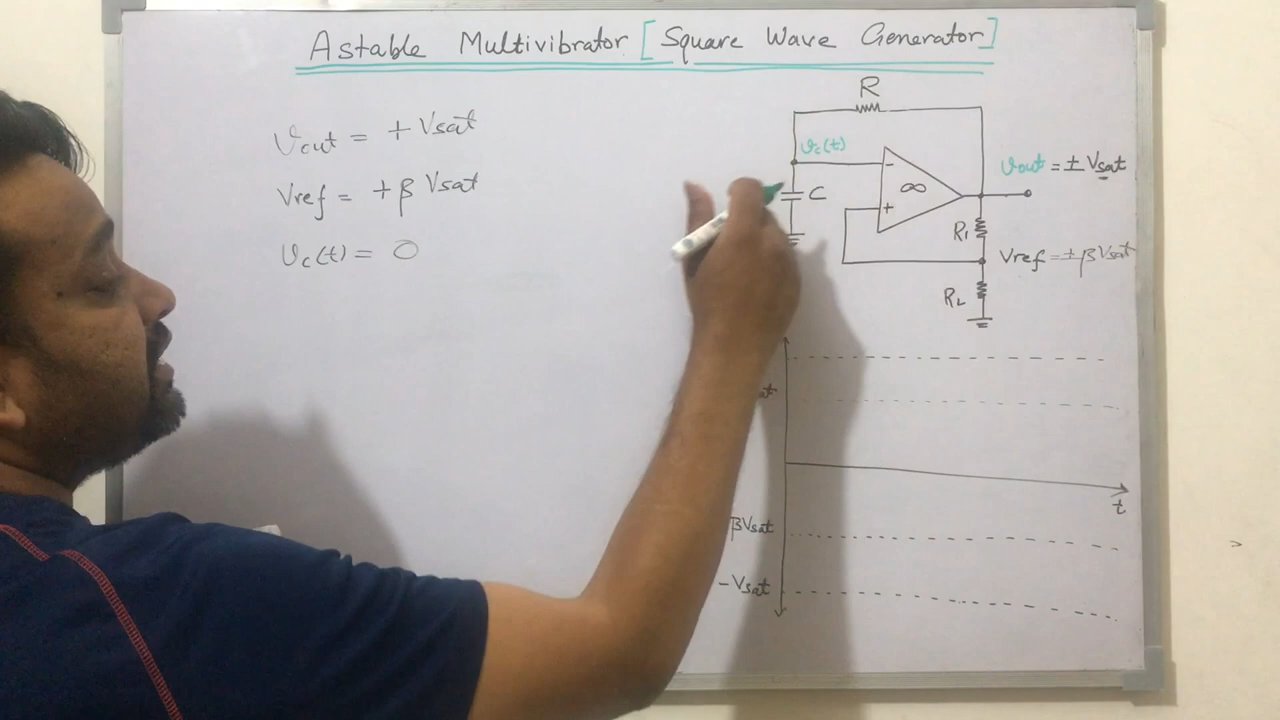 Astable Multivibrator [Square Wave Generator]
Vout = + Vsat
Vref = +β Vsat
Vc(t) = 0
R
Vc(t)
-
∞
+
C
Vout = ± Vsat
R1
Vref = ±β Vsat
R2
t
βVsat
-Vsat